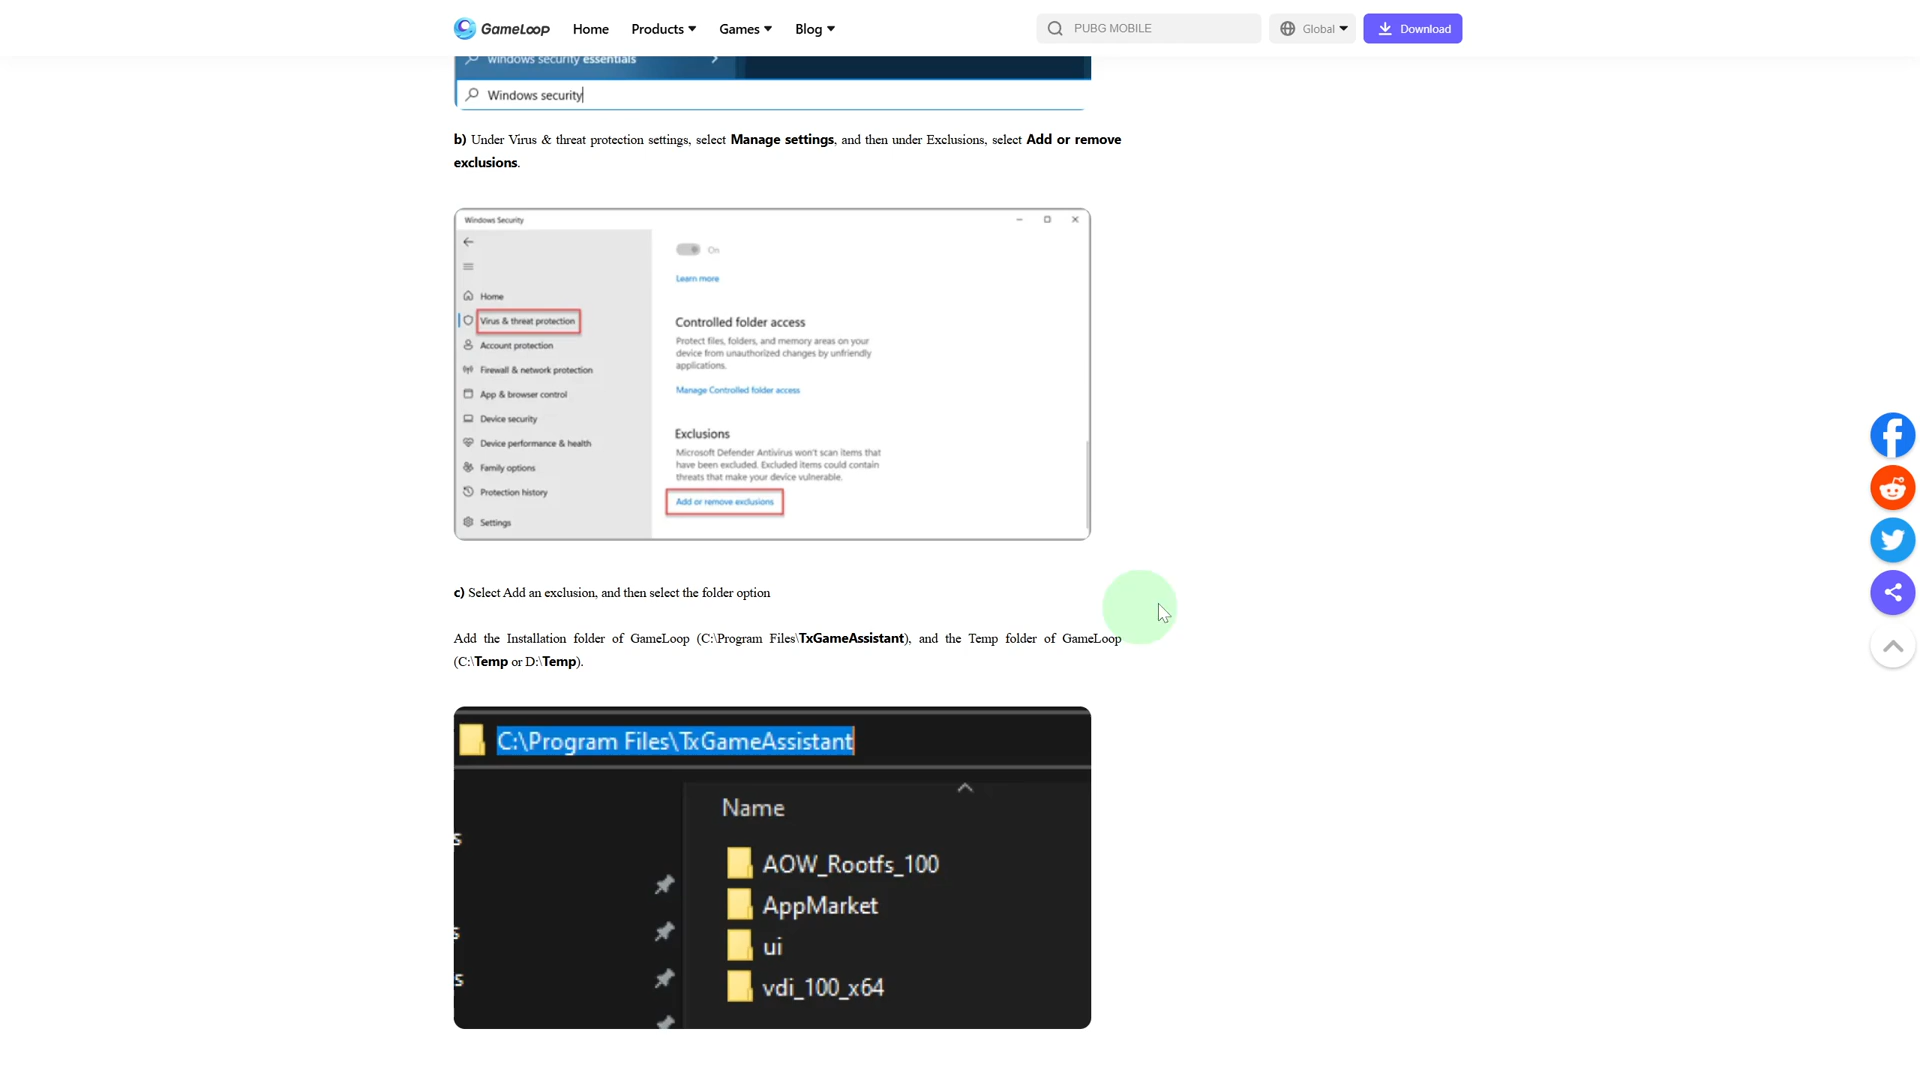 GameLoop Home Products Games Blog PUBG MOBILE Global Download
windows security essentials
Windows security
b) Under Virus & threat protection settings, select Manage settings, and then under Exclusions, select Add or remove
exclusions.
Windows Security
On
Learn more
Home
Virus & threat protection
Account protection
Firewall & network protection
App & browser control
Device security
Device performance & health
Family options
Protection history
Settings
Controlled folder access
Protect files, folders, and memory areas on your
device from unauthorized changes by unfriendly
applications.
Manage Controlled folder access
Exclusions
Microsoft Defender Antivirus won't scan items that
have been excluded. Excluded items could contain
threats that make your device vulnerable.
Add or remove exclusions
c) Select Add an exclusion, and then select the folder option
Add the Installation folder of GameLoop (C:\Program Files\TxGameAssistant), and the Temp folder of GameLoop
(C:\Temp or D:\Temp).
C:\Program Files\TxGameAssistant
Name
AOW_Rootfs_100
AppMarket
ui
vdi_100_x64